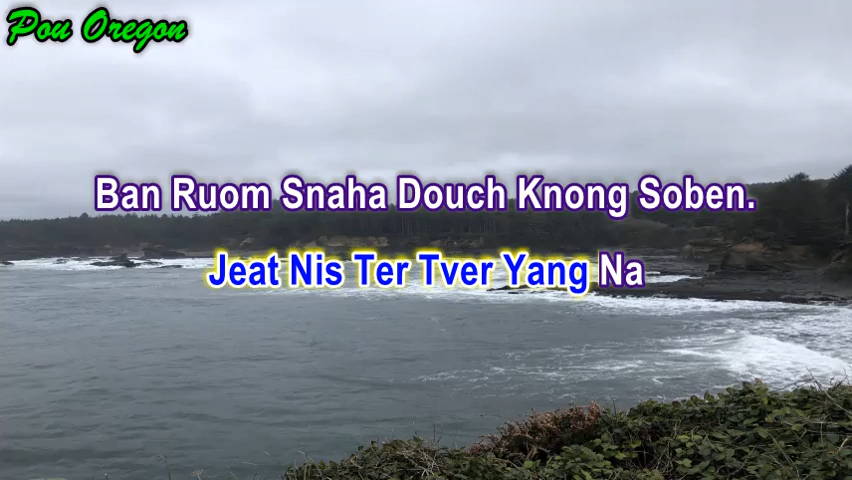 Pou Oregon
Ban Ruom Snaha Douch Knong Soben.
Jeat Nis Ter Tver Yang Na